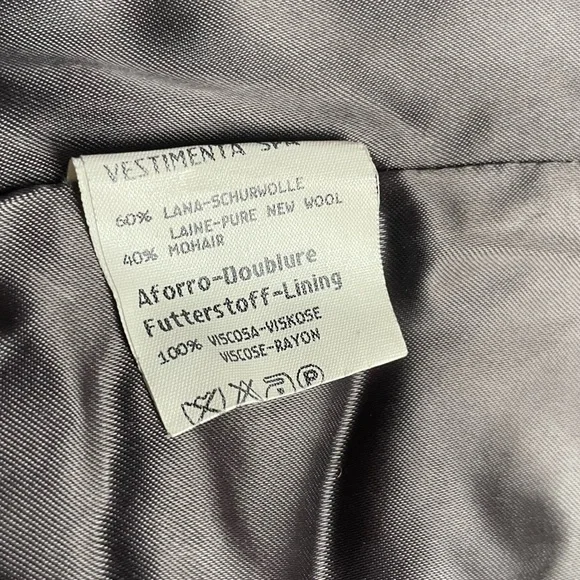 VESTIMENTA SPA
60% LANA-SCHURWOLLE
LAINE-PURE NEW WOOL
40% MOHAIR
Aforro-Doublure
Futterstoff-Lining
100% VISCOSA-VISKOSE
VISCOSE-RAYON
P